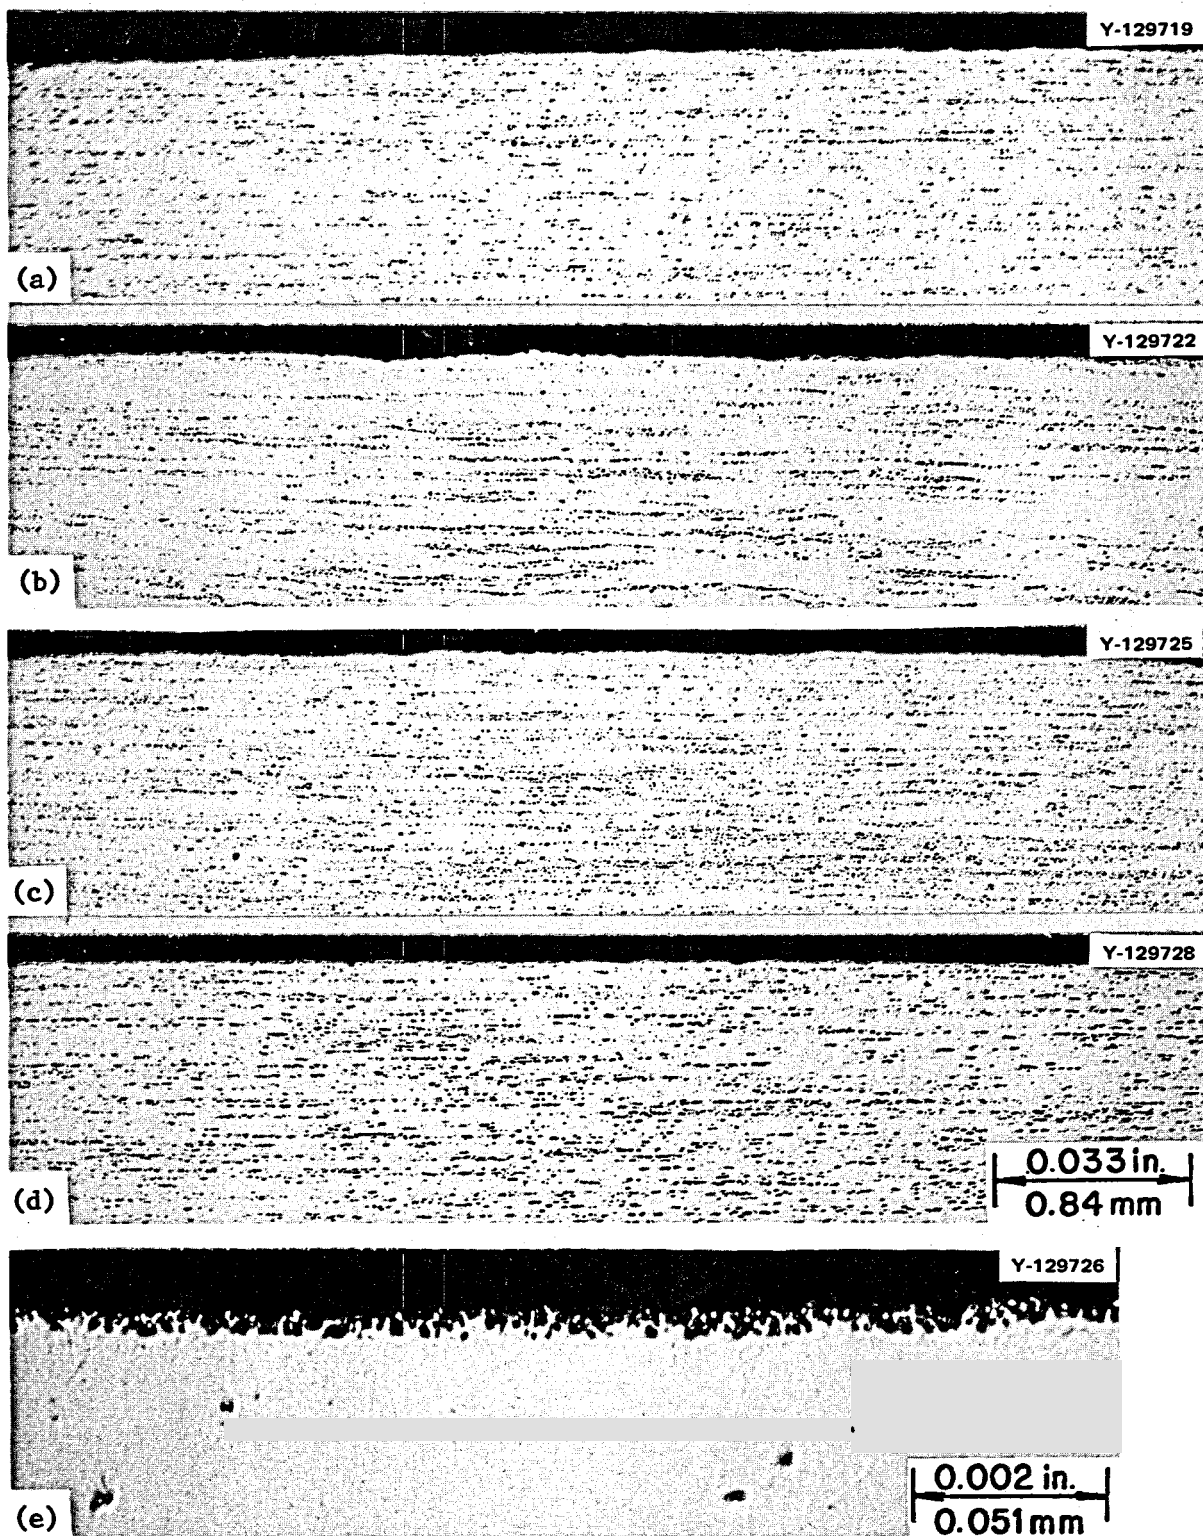 Y-129719
(a)
Y-129722
(b)
Y-129725
(c)
Y-129728
(d)
0.033 in.
0.84 mm
Y-129726
(e)
0.002 in.
0.051 mm